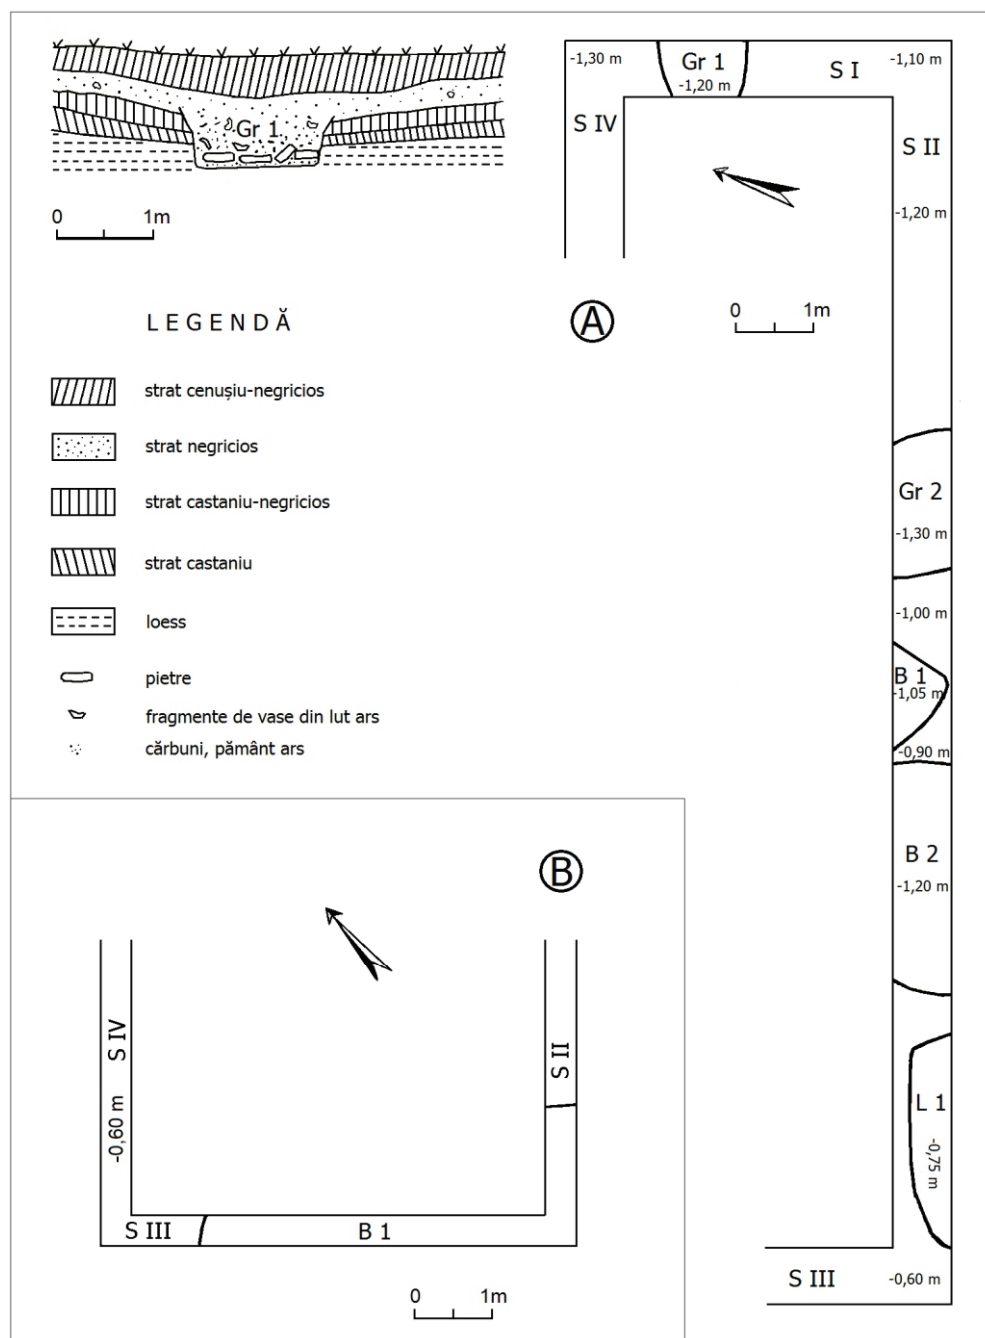 Gr 1
0 1m
LEGENDĂ
strat cenușiu-negricios
strat negricios
strat castaniu-negricios
strat castaniu
loess
pietre
fragmente de vase din lut ars
cărbuni, pământ ars
A
-1,30 m
Gr 1
-1,20 m
S I
-1,10 m
S IV
S II
-1,20 m
0 1m
Gr 2
-1,30 m
-1,00 m
B 1
-1,05 m
-0,90 m
B 2
-1,20 m
L 1
-0,75 m
S III
-0,60 m
B
S IV
-0,60 m
S II
S III
B 1
0 1m